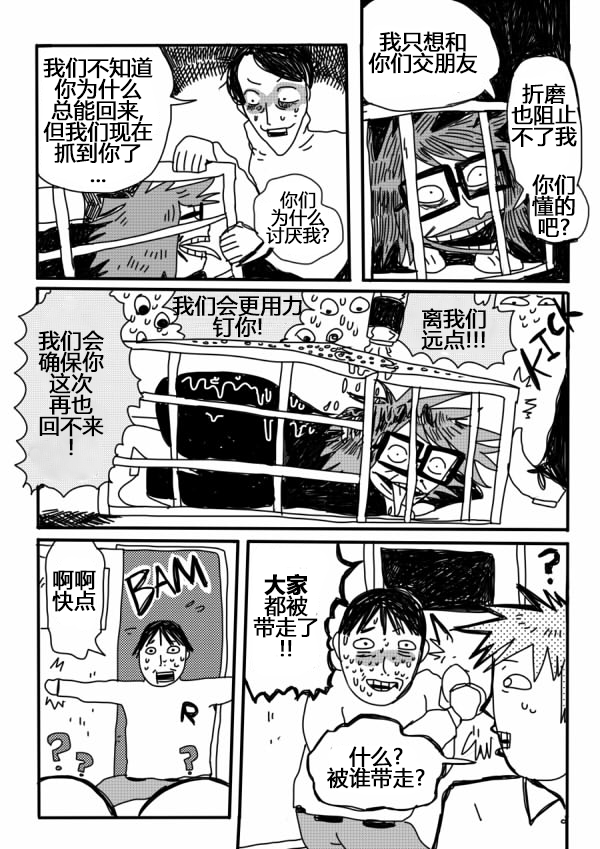 我们不知道
你为什么
总能回来,
但我们现在
抓到你了
...
你们
为什么
讨厌我?
我只想和
你们交朋友
折磨
也阻止
不了我
你们
懂的
吧?
我们会
确保你
这次
再也
回不来
!
我们会更用力
钉你!
离我们
远点!!!
KICK
啊啊
快点
BAM
R
?
?
大家
都被
带走了
!!
?
什么?
被谁带走?